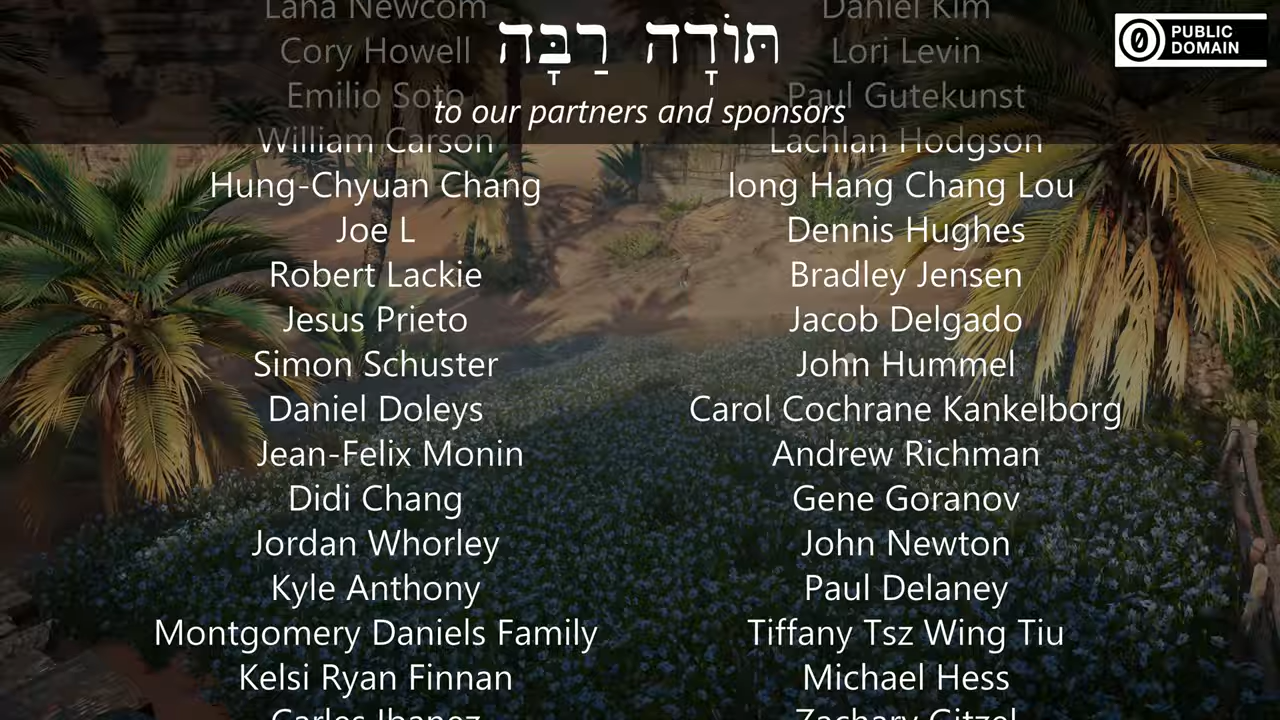 תּוֹדָה רַבָּה
to our partners and sponsors
PUBLIC
DOMAIN
Lana Newcom
Daniel Kim
Cory Howell
Lori Levin
Emilio Soto
Paul Gutekunst
William Carson
Lachlan Hodgson
Hung-Chyuan Chang
Iong Hang Chang Lou
Joe L
Dennis Hughes
Robert Lackie
Bradley Jensen
Jesus Prieto
Jacob Delgado
Simon Schuster
John Hummel
Daniel Doleys
Carol Cochrane Kankelborg
Jean-Felix Monin
Andrew Richman
Didi Chang
Gene Goranov
Jordan Whorley
John Newton
Kyle Anthony
Paul Delaney
Montgomery Daniels Family
Tiffany Tsz Wing Tiu
Kelsi Ryan Finnan
Michael Hess
Carlos Ibanez
Zachary Gitzel